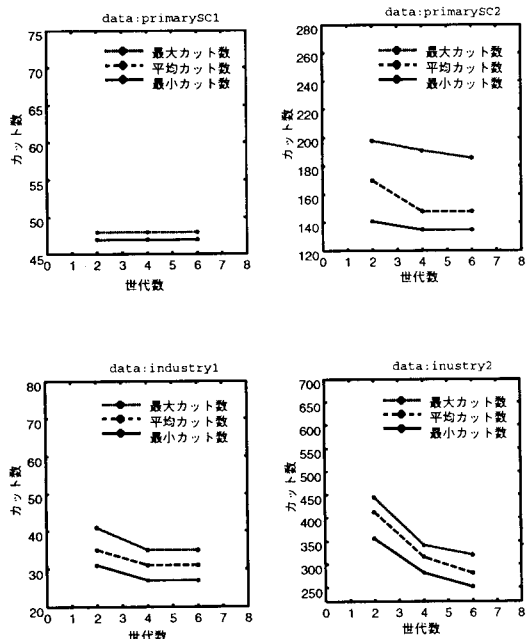 data:primarySC1
75
70
65
60
55
50
45
カット数
最大カット数
平均カット数
最小カット数
0 1 2 3 4 5 6 7 8
世代数
data:primarySC2
280
260
240
220
200
180
160
140
120
カット数
最大カット数
平均カット数
最小カット数
0 1 2 3 4 5 6 7 8
世代数
data:industry1
80
70
60
50
40
30
20
カット数
最大カット数
平均カット数
最小カット数
0 1 2 3 4 5 6 7 8
世代数
data:inustry2
700
650
600
550
500
450
400
350
300
250
カット数
最大カット数
平均カット数
最小カット数
0 1 2 3 4 5 6 7 8
世代数